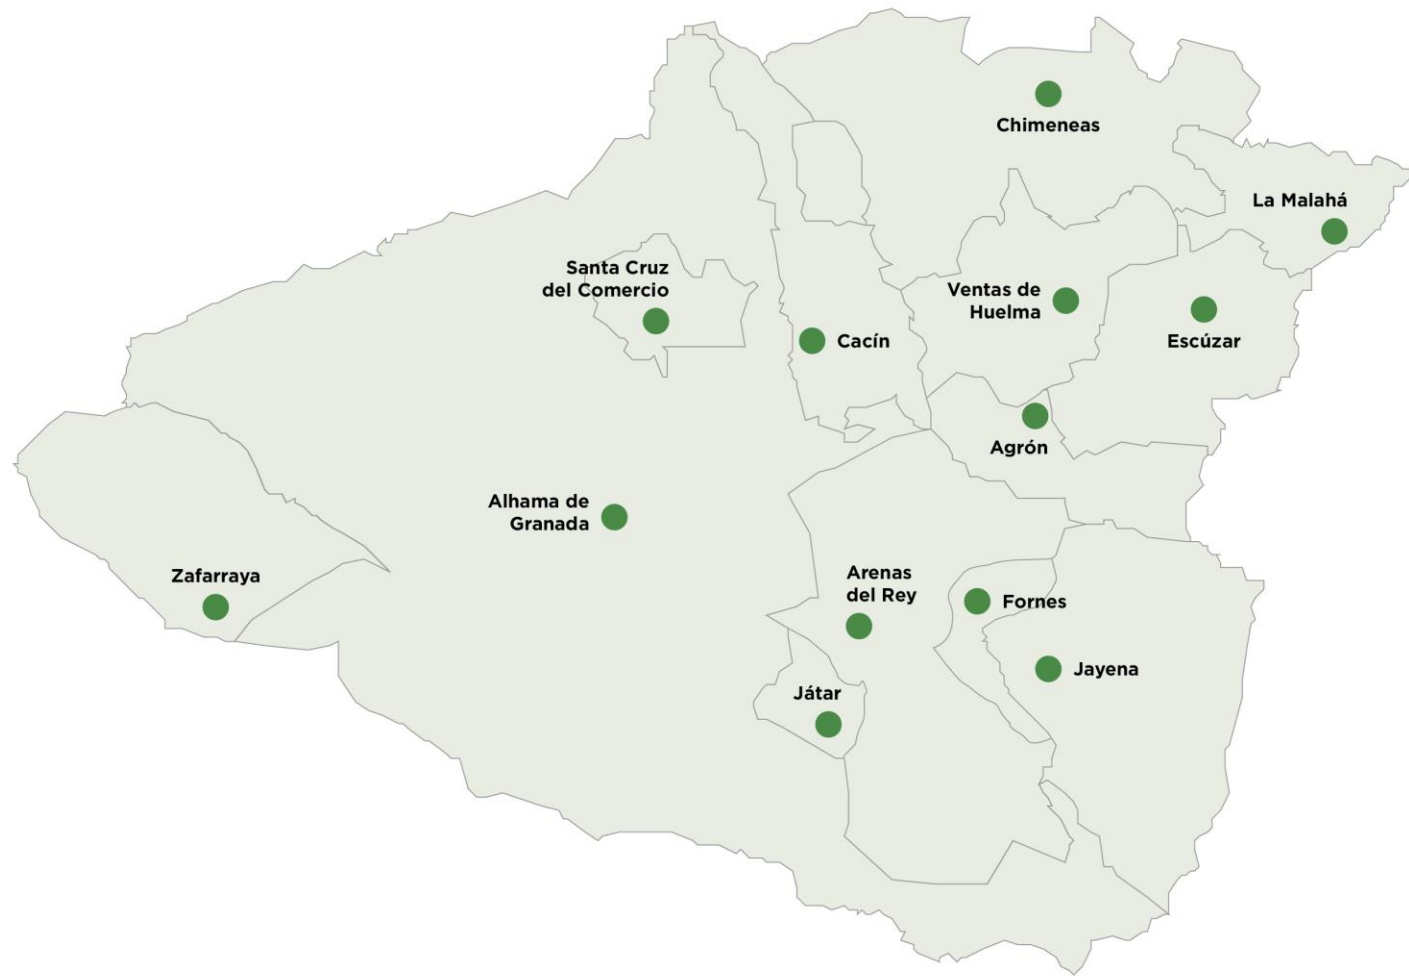 Chimeneas
La Malahá
Santa Cruz
del Comercio
Ventas de
Huelma
Cacín
Escúzar
Agrón
Alhama de
Granada
Zafarraya
Arenas
del Rey
Fornes
Jayena
Játar